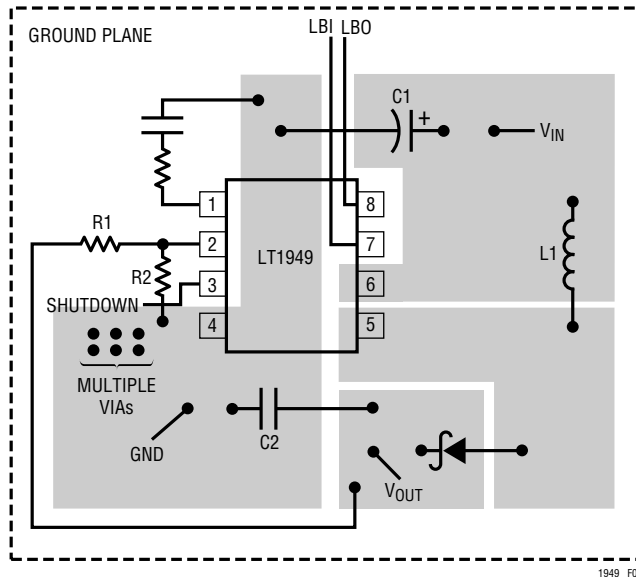 GROUND PLANE
LBI LBO
C1
+
VIN
1
8
R1
2
7
LT1949
L1
R2
3
6
SHUTDOWN
4
5
MULTIPLE
VIAs
C2
GND
VOUT
1949 F0